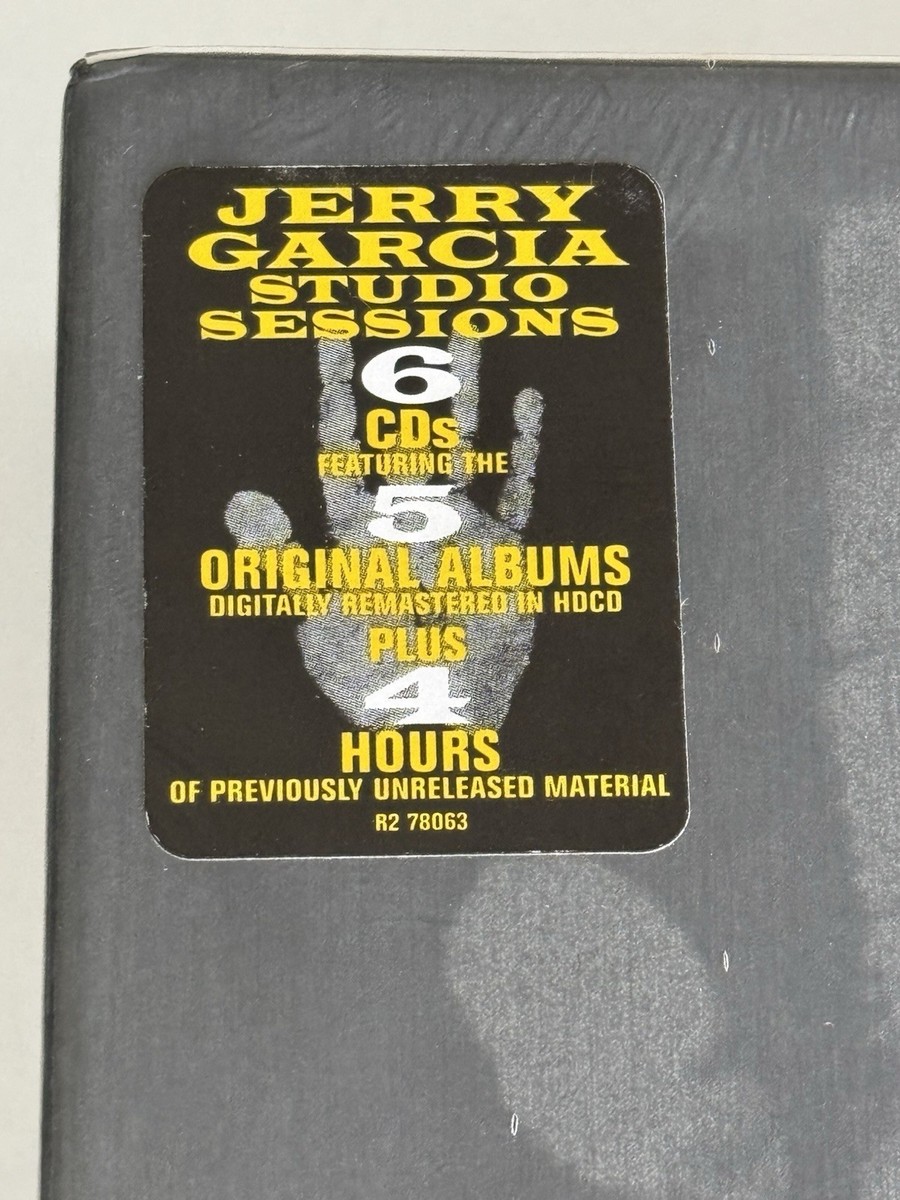 JERRY
GARCIA
STUDIO
SESSIONS
6
CDs
FEATURING THE
5
ORIGINAL ALBUMS
DIGITALLY REMASTERED IN HDCD
PLUS
4
HOURS
OF PREVIOUSLY UNRELEASED MATERIAL
R2 78063